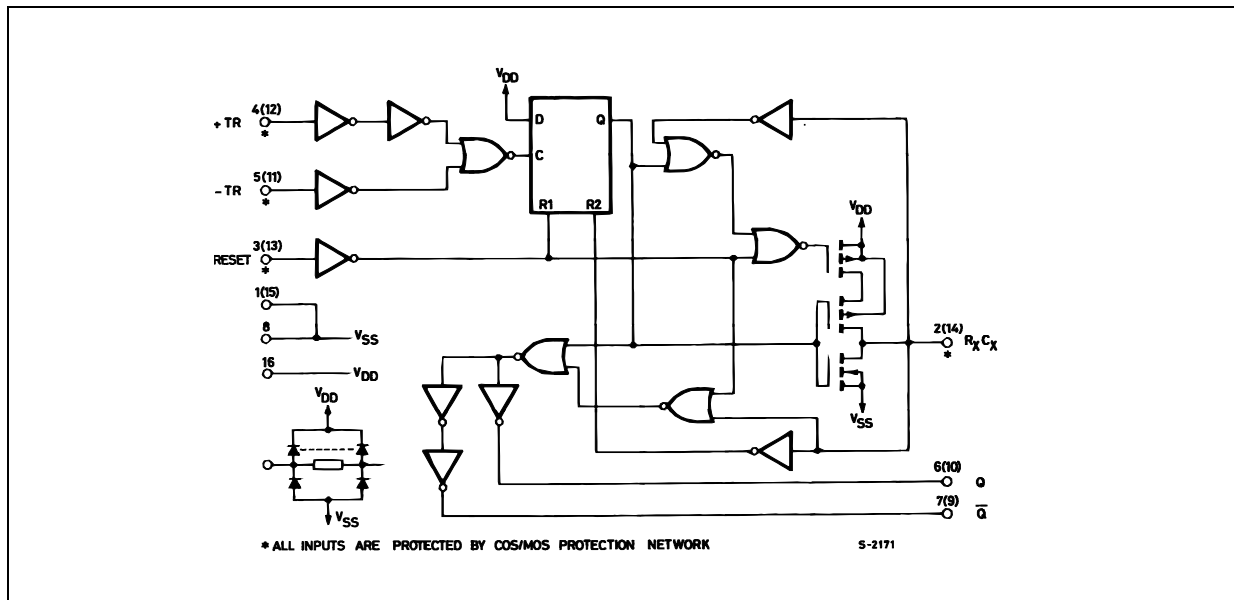 VDD
4(12)
+ TR
*
D
Q
C
5(11)
- TR
*
R1
R2
VDD
3(13)
RESET
*
1(15)
8
VSS
2(14)
RXCX
*
16
VDD
VDD
VSS
6(10)
Q
7(9)
Q̅
VSS
* ALL INPUTS ARE PROTECTED BY COS/MOS PROTECTION NETWORK
S-2171